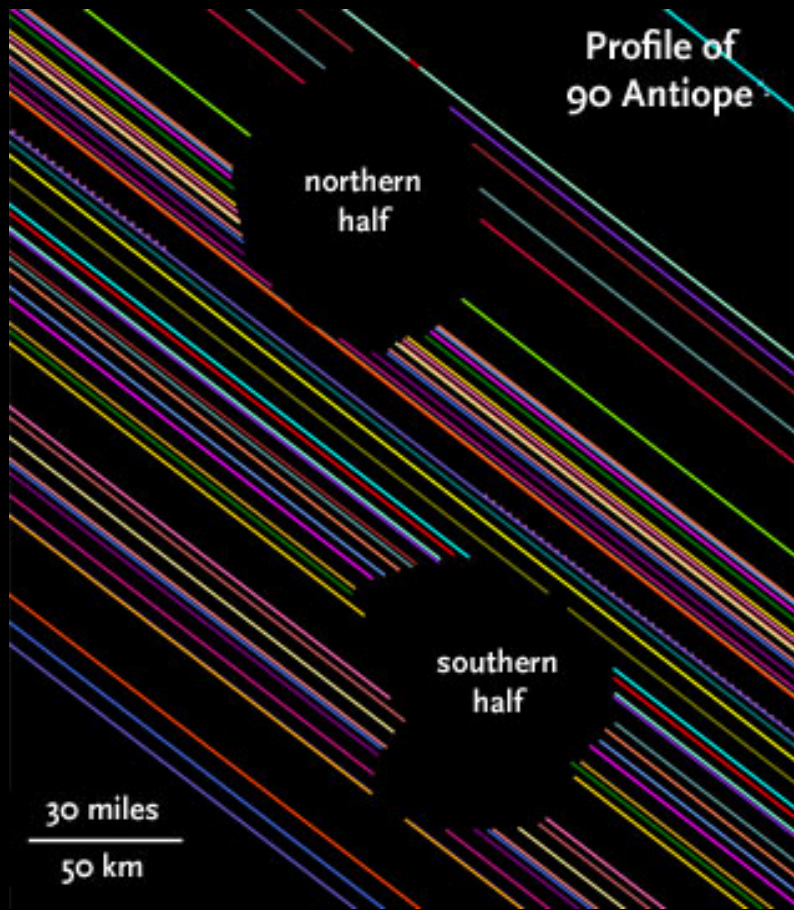 Profile of
90 Antiope
northern
half
southern
half
30 miles
50 km